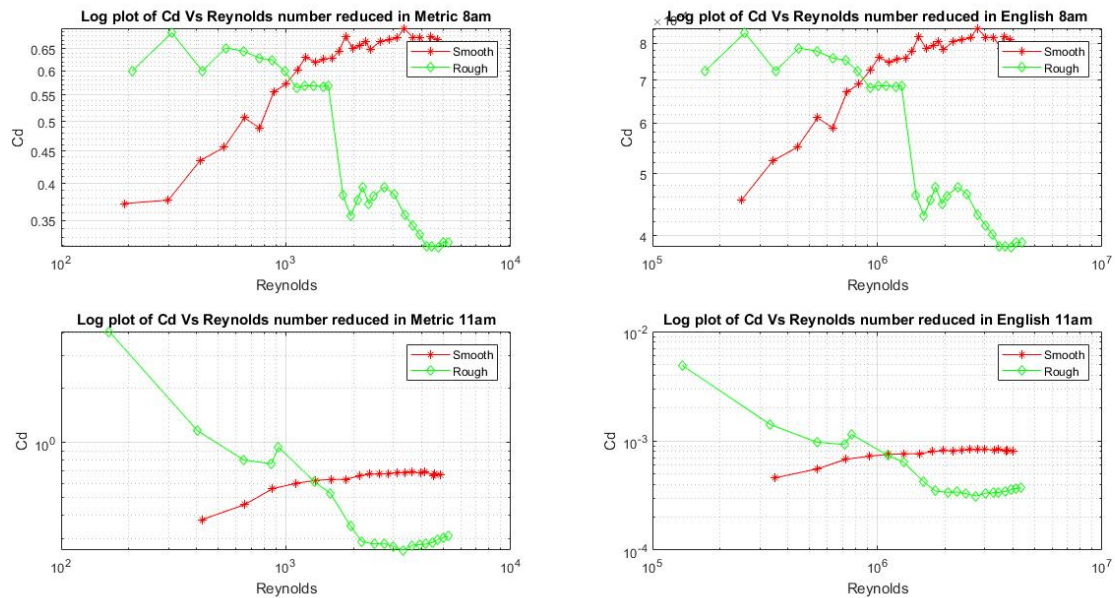 Log plot of Cd Vs Reynolds number reduced in Metric 8am
0.65
0.6
0.55
0.5
0.45
0.4
0.35
Cd
Smooth
Rough
10^2
10^3
10^4
Reynolds
Log plot of Cd Vs Reynolds number reduced in English 8am
8
7
6
5
4
Cd
Smooth
Rough
10^5
10^6
10^7
Reynolds
Log plot of Cd Vs Reynolds number reduced in Metric 11am
10^0
Cd
Smooth
Rough
10^2
10^3
10^4
Reynolds
Log plot of Cd Vs Reynolds number reduced in English 11am
10^-2
10^-3
10^-4
Cd
Smooth
Rough
10^5
10^6
10^7
Reynolds